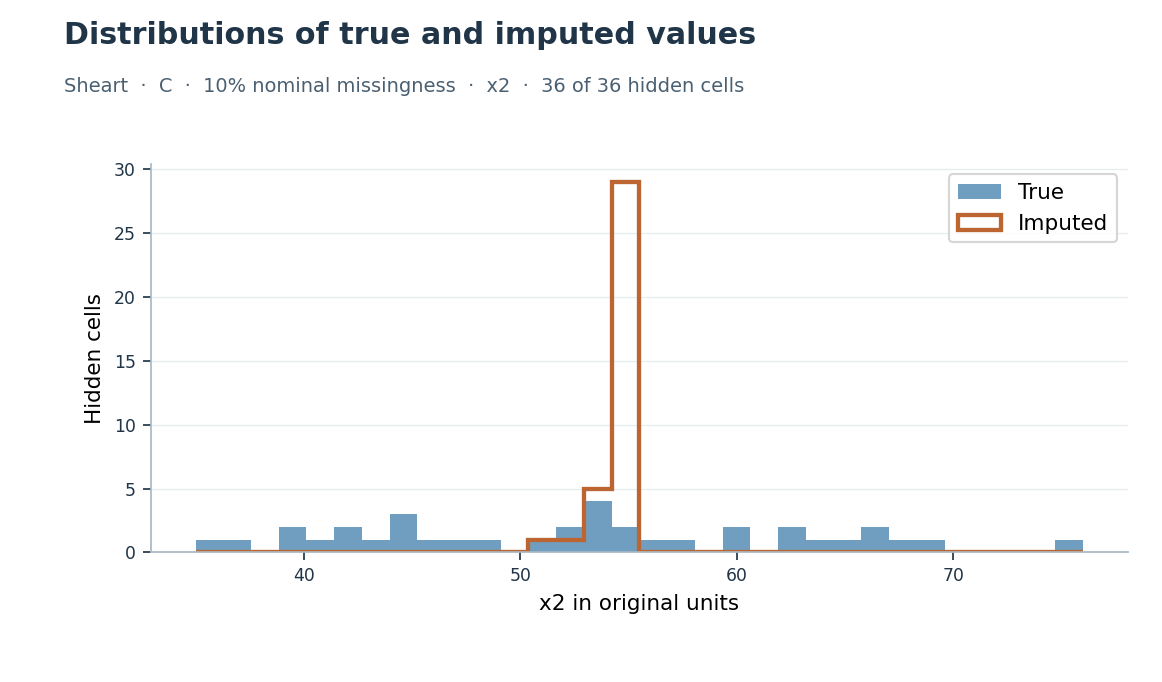 Distributions of true and imputed values
Sheart · C · 10% nominal missingness · x2 · 36 of 36 hidden cells
30
25
20
15
10
5
0
Hidden cells
True
Imputed
40
50
60
70
x2 in original units